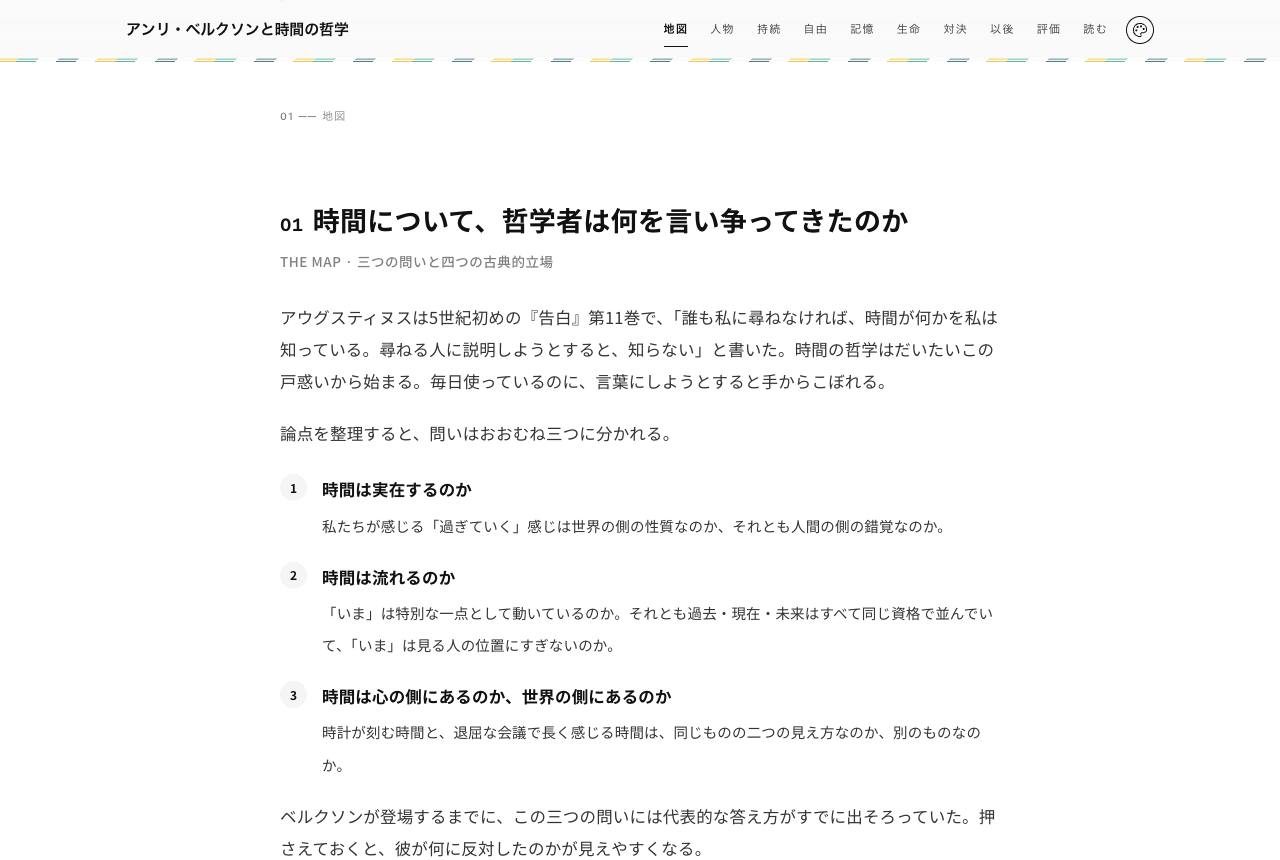 アンリ・ベルクソンと時間の哲学
地図 人物 持続 自由 記憶 生命 対決 以後 評価 読む
01 —— 地図
01 時間について、哲学者は何を言い争ってきたのか
THE MAP · 三つの問いと四つの古典的立場
アウグスティヌスは5世紀初めの『告白』第11巻で、「誰も私に尋ねなければ、時間が何かを私は
知っている。尋ねる人に説明しようとすると、知らない」と書いた。時間の哲学はだいたいこの
戸惑いから始まる。毎日使っているのに、言葉にしようとすると手からこぼれる。
論点を整理すると、問いはおおむね三つに分かれる。
1 時間は実在するのか
私たちが感じる「過ぎていく」感じは世界の側の性質なのか、それとも人間の側の錯覚なのか。
2 時間は流れるのか
「いま」は特別な一点として動いているのか。それとも過去・現在・未来はすべて同じ資格で並んでい
て、「いま」は見る人の位置にすぎないのか。
3 時間は心の側にあるのか、世界の側にあるのか
時計が刻む時間と、退屈な会議で長く感じる時間は、同じものの二つの見え方なのか、別のものなの
か。
ベルクソンが登場するまでに、この三つの問いには代表的な答え方がすでに出そろっていた。押
さえておくと、彼が何に反対したのかが見えやすくなる。